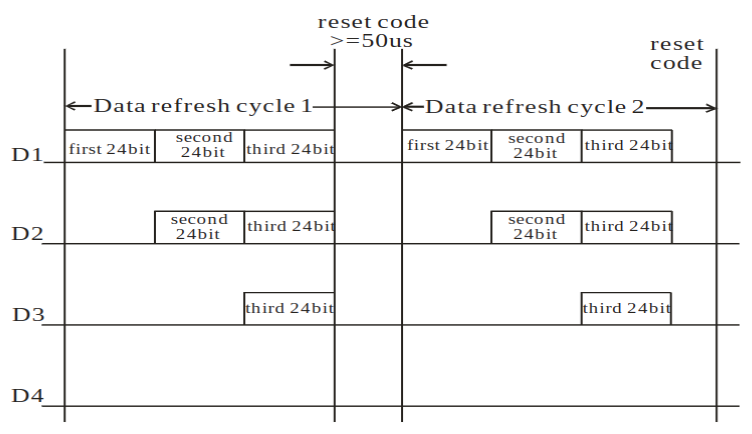 reset code
>=50us
reset
code
Data refresh cycle 1
Data refresh cycle 2
D1
first 24bit
second
24bit
third 24bit
first 24bit
second
24bit
third 24bit
D2
second
24bit
third 24bit
second
24bit
third 24bit
D3
third 24bit
third 24bit
D4